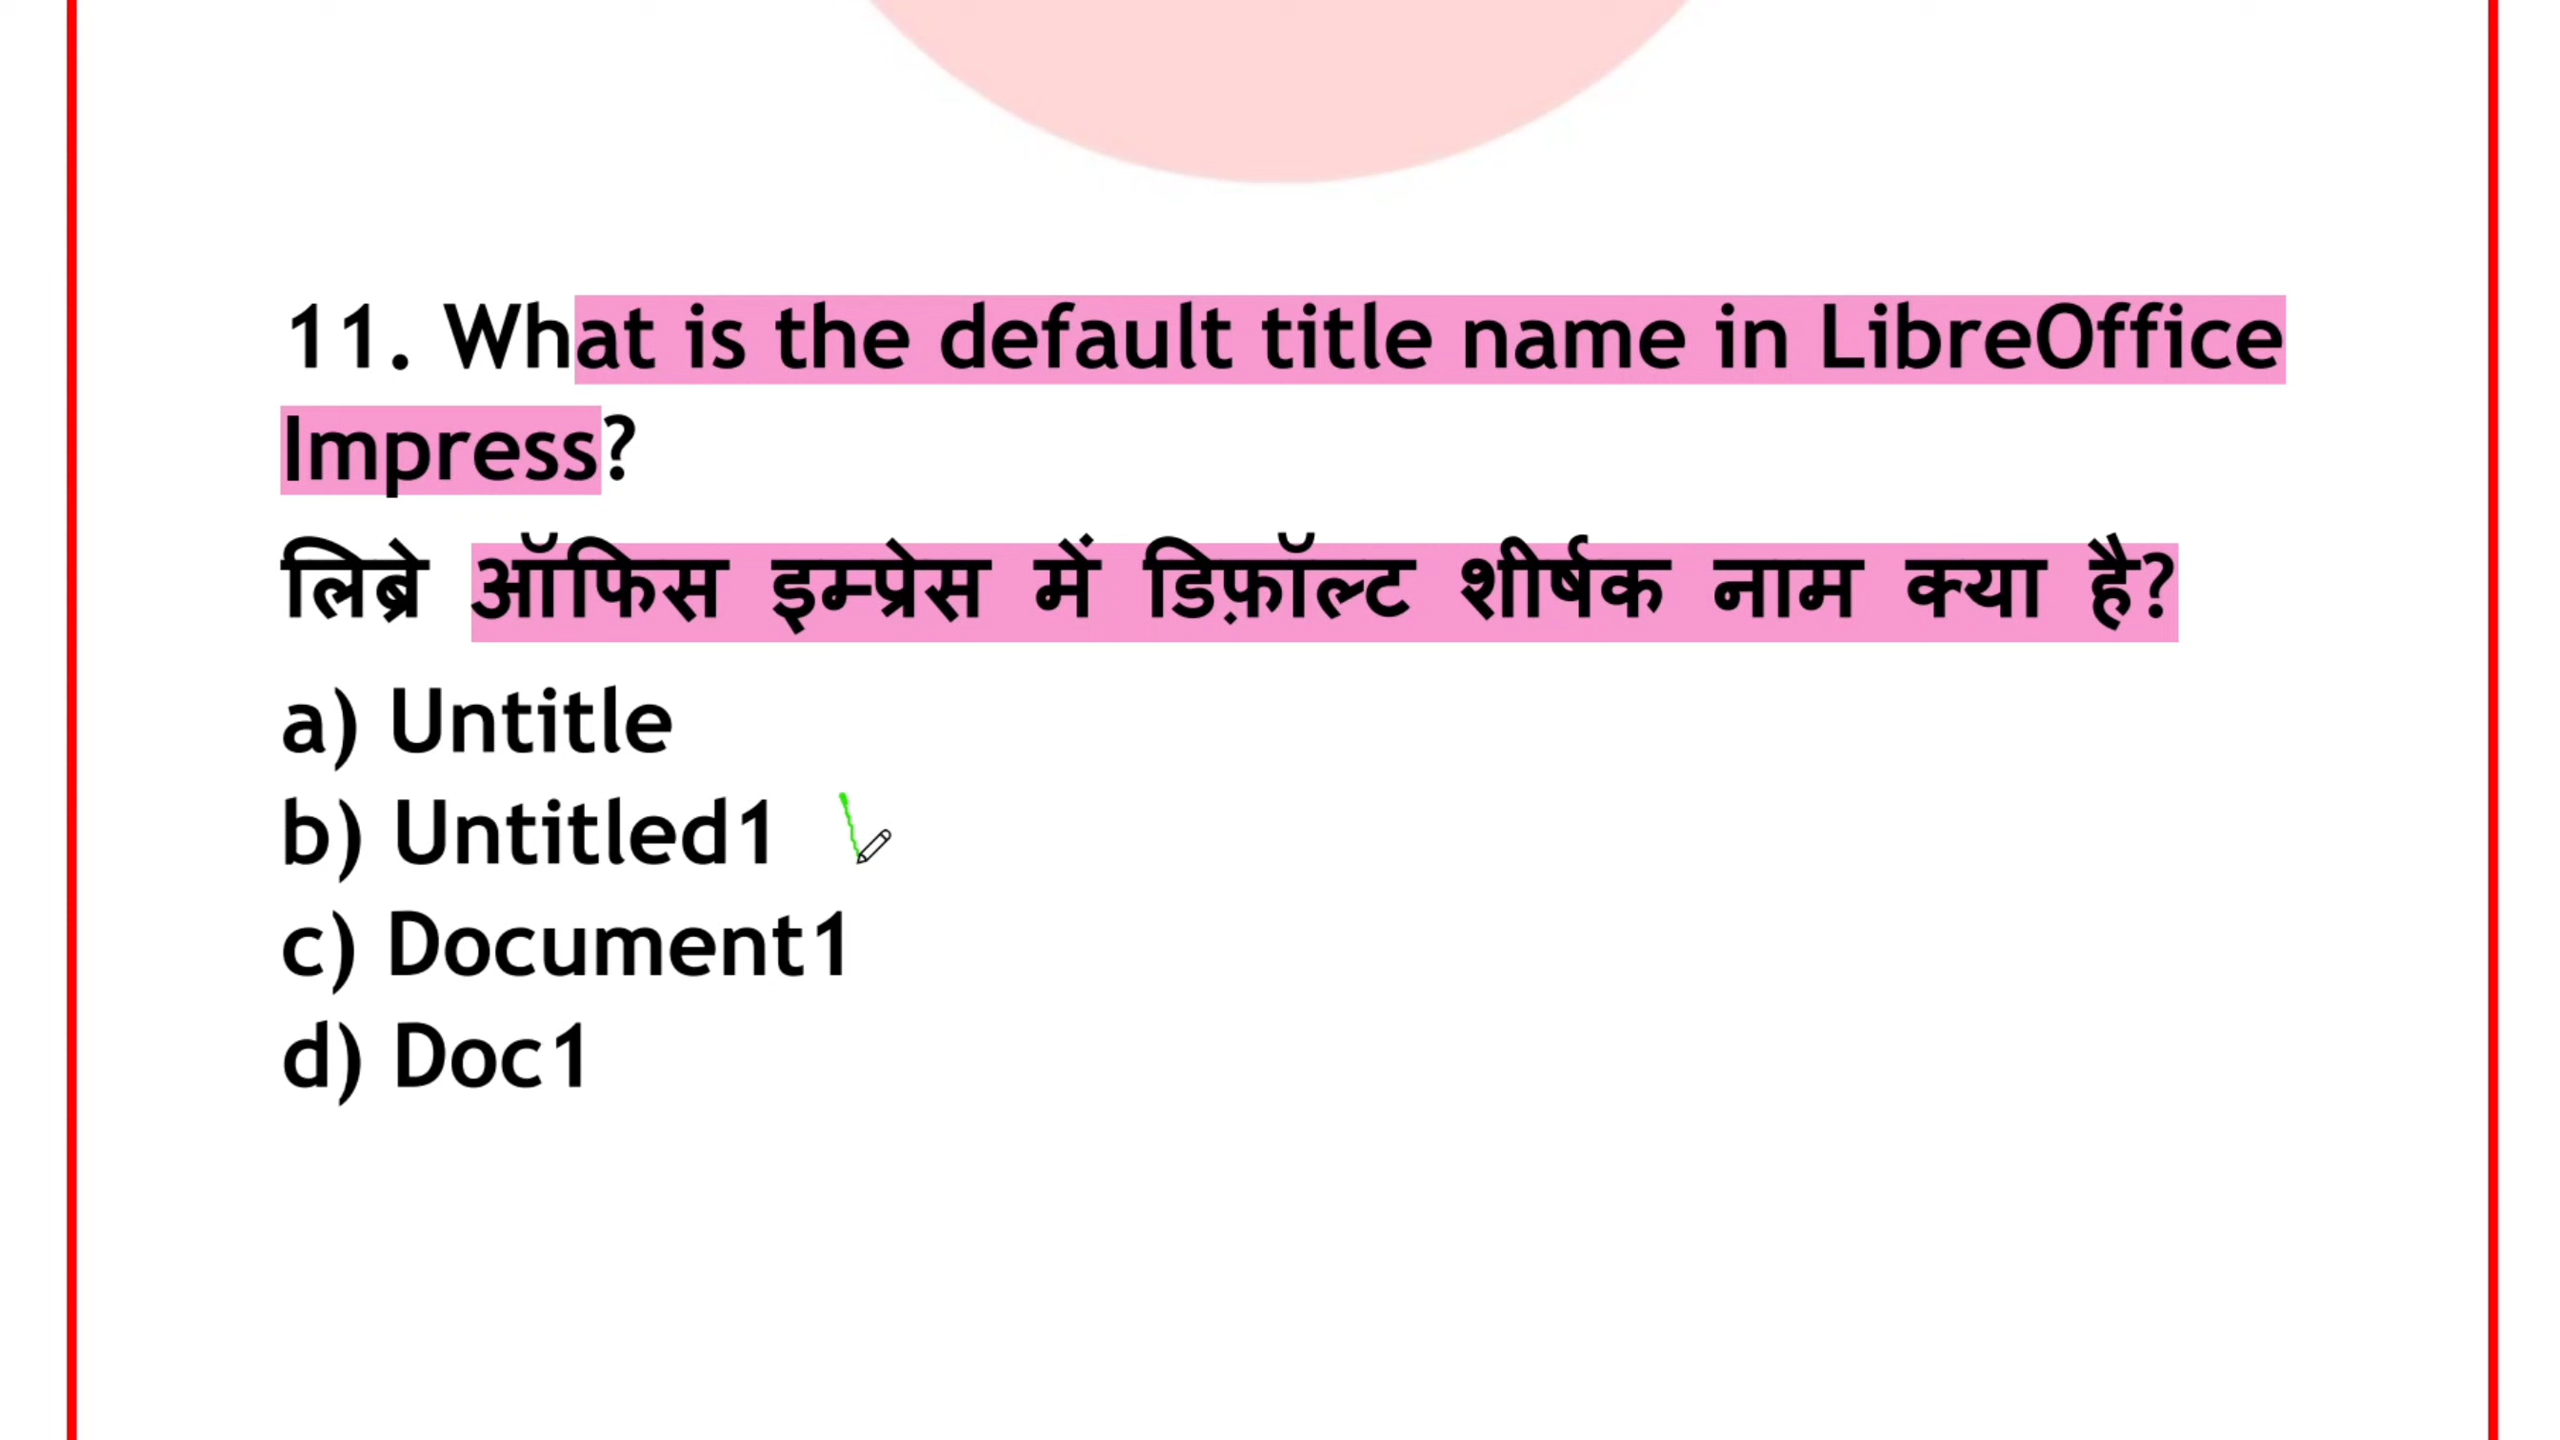 11. What is the default title name in LibreOffice
Impress?
लिब्रे ऑफिस इम्प्रेस में डिफ़ॉल्ट शीर्षक नाम क्या है?
a) Untitle
b) Untitled1
c) Document1
d) Doc1